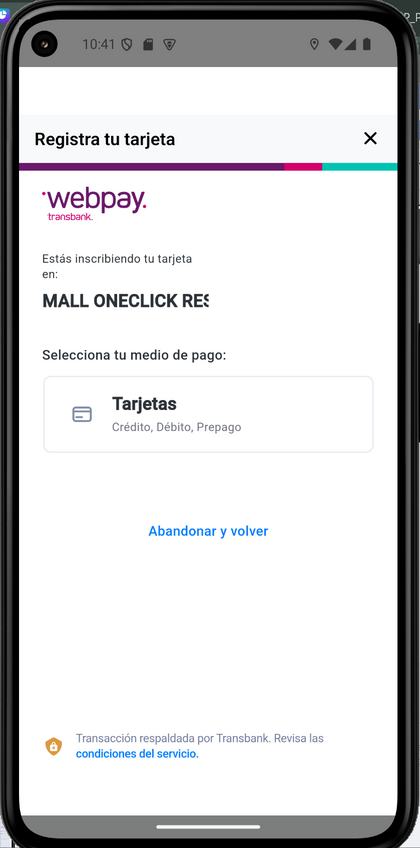 10:41
Registra tu tarjeta
webpay.
transbank.
Estás inscribiendo tu tarjeta
en:
MALL ONECLICK RES
Selecciona tu medio de pago:
Tarjetas
Crédito, Débito, Prepago
Abandonar y volver
Transacción respaldada por Transbank. Revisa las
condiciones del servicio.